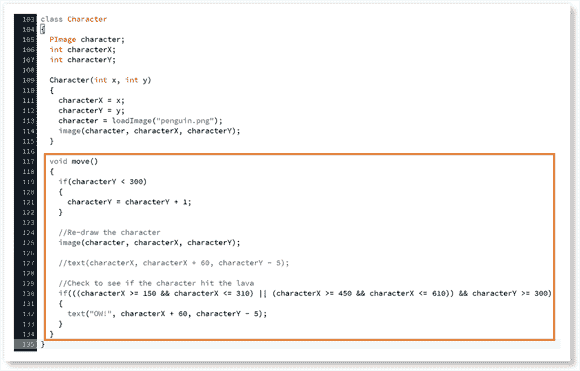 103 class Character
104 {
105   PImage character;
106   int characterX;
107   int characterY;
108
109   Character(int x, int y)
110   {
111     characterX = x;
112     characterY = y;
113     character = loadImage("penguin.png");
114     image(character, characterX, characterY);
115   }
116
117   void move()
118   {
119     if(characterY < 300)
120     {
121       characterY = characterY + 1;
122     }
123
124     //Re-draw the character
125     image(character, characterX, characterY);
126
127     //text(characterX, characterX + 60, characterY - 5);
128
129     //Check to see if the character hit the lava
130     if(((characterX >= 150 && characterX <= 310) || (characterX >= 450 && characterX <= 610)) && characterY >= 300)
131     {
132       text("OW!", characterX + 60, characterY - 5);
133     }
134   }
135 }